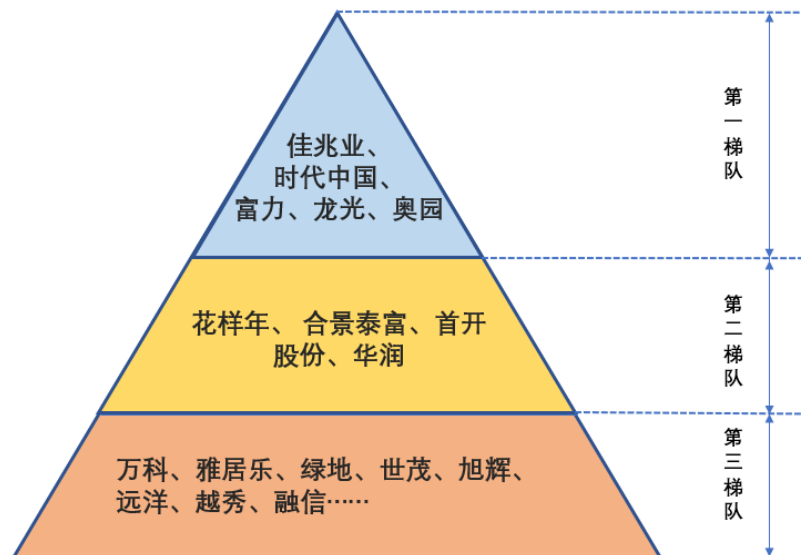 佳兆业、
时代中国、
富力、龙光、奥园
第一梯队
花样年、 合景泰富、首开
股份、华润
第二梯队
万科、雅居乐、绿地、世茂、旭辉、
远洋、越秀、融信……
第三梯队